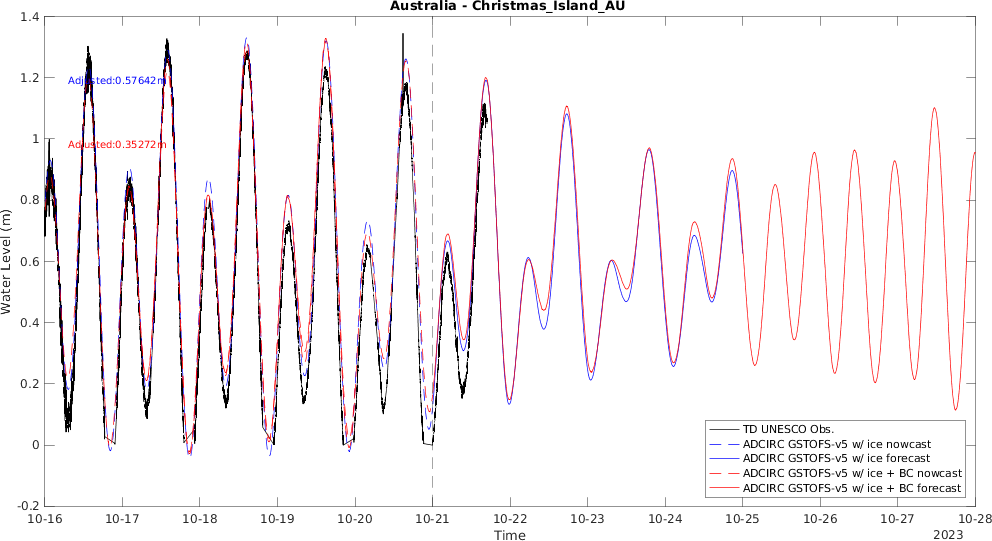 Australia - Christmas_Island_AU
1.4
1.2
1
0.8
0.6
0.4
0.2
0
-0.2
Water Level (m)
Adjusted:0.57642m
Adjusted:0.35272m
TD UNESCO Obs.
ADCIRC GSTOFS-v5 w/ ice nowcast
ADCIRC GSTOFS-v5 w/ ice forecast
ADCIRC GSTOFS-v5 w/ ice + BC nowcast
ADCIRC GSTOFS-v5 w/ ice + BC forecast
10-16 10-17 10-18 10-19 10-20 10-21 10-22 10-23 10-24 10-25 10-26 10-27 10-28
Time
2023